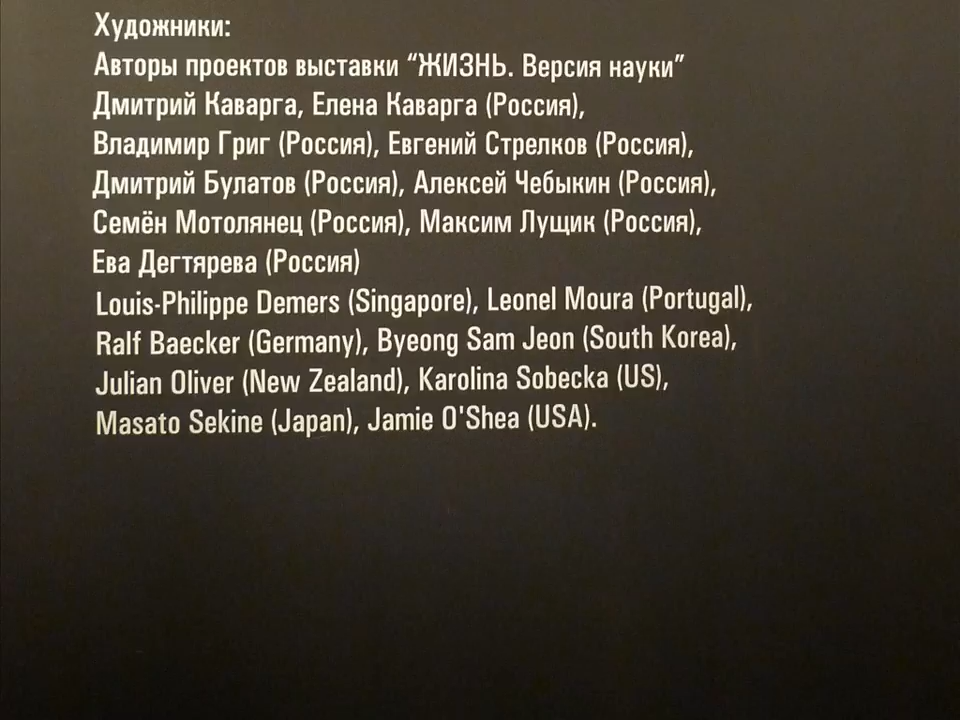 Художники:
Авторы проектов выставки “ЖИЗНЬ. Версия науки”
Дмитрий Каварга, Елена Каварга (Россия),
Владимир Григ (Россия), Евгений Стрелков (Россия),
Дмитрий Булатов (Россия), Алексей Чебыкин (Россия),
Семён Мотолянец (Россия), Максим Лущик (Россия),
Ева Дегтярева (Россия)
Louis-Philippe Demers (Singapore), Leonel Moura (Portugal),
Ralf Baecker (Germany), Byeong Sam Jeon (South Korea),
Julian Oliver (New Zealand), Karolina Sobecka (US),
Masato Sekine (Japan), Jamie O'Shea (USA).